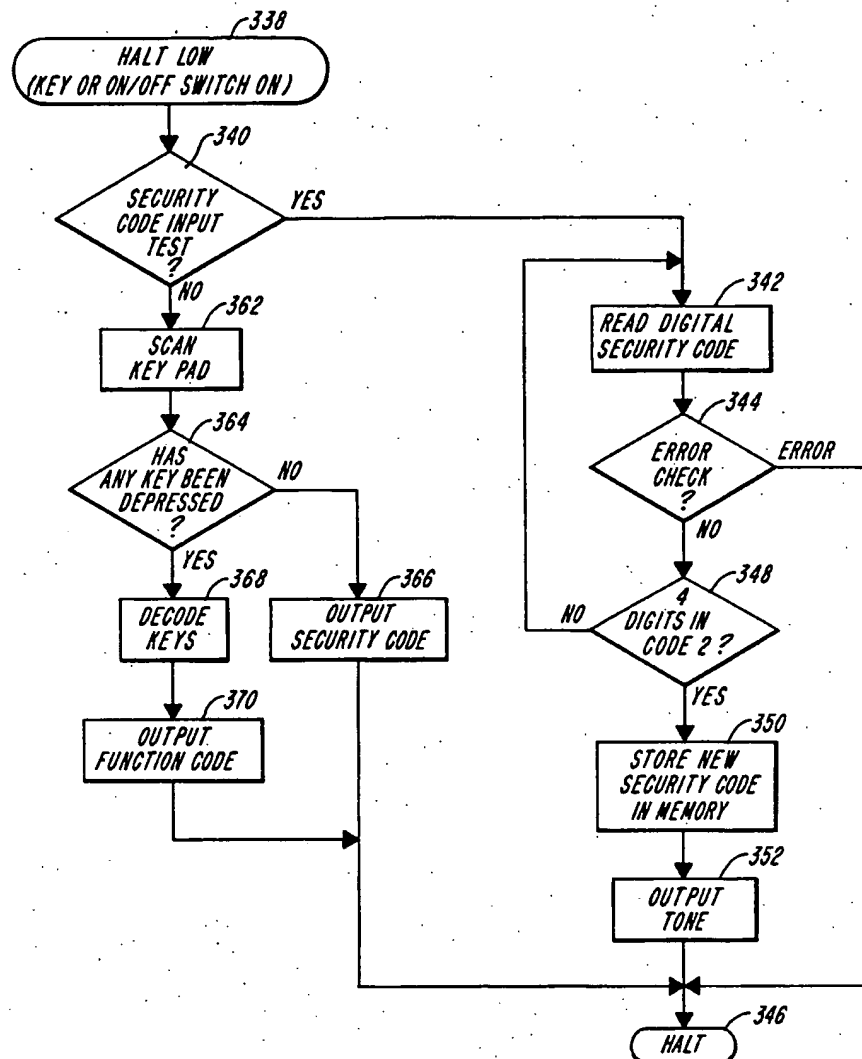 338
HALT LOW
(KEY OR ON/OFF SWITCH ON)
340
SECURITY
CODE INPUT
TEST
?
YES
NO
362
SCAN
KEY PAD
364
HAS
ANY KEY BEEN
DEPRESSED
?
NO
YES
368
DECODE
KEYS
366
OUTPUT
SECURITY CODE
370
OUTPUT
FUNCTION CODE
342
READ DIGITAL
SECURITY CODE
344
ERROR
CHECK
?
ERROR
NO
348
4
DIGITS IN
CODE 2 ?
NO
YES
350
STORE NEW
SECURITY CODE
IN MEMORY
352
OUTPUT
TONE
346
HALT